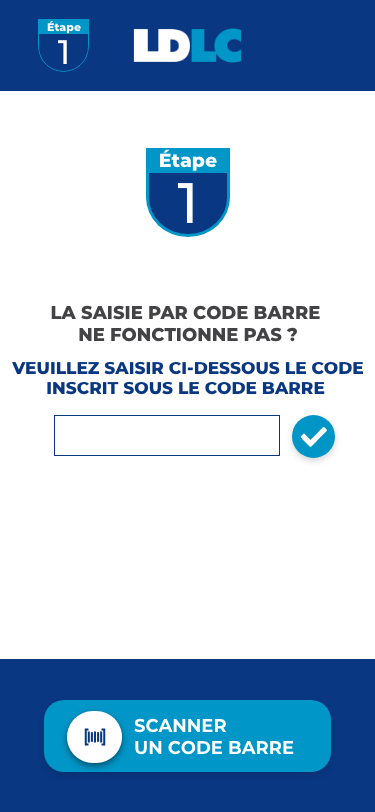 Étape
1
LDLC
Étape
1
LA SAISIE PAR CODE BARRE
NE FONCTIONNE PAS ?
VEUILLEZ SAISIR CI-DESSOUS LE CODE
INSCRIT SOUS LE CODE BARRE
SCANNER
UN CODE BARRE